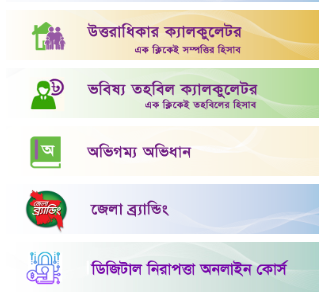 উত্তরাধিকার ক্যালকুলেটর
এক ক্লিকেই সম্পত্তির হিসাব
৳
ভবিষ্য তহবিল ক্যালকুলেটর
এক ক্লিকেই তহবিলের হিসাব
অ
অভিগম্য অভিধান
জেলা
ব্র্যান্ডিং
জেলা ব্র্যান্ডিং
ডিজিটাল নিরাপত্তা অনলাইন কোর্স